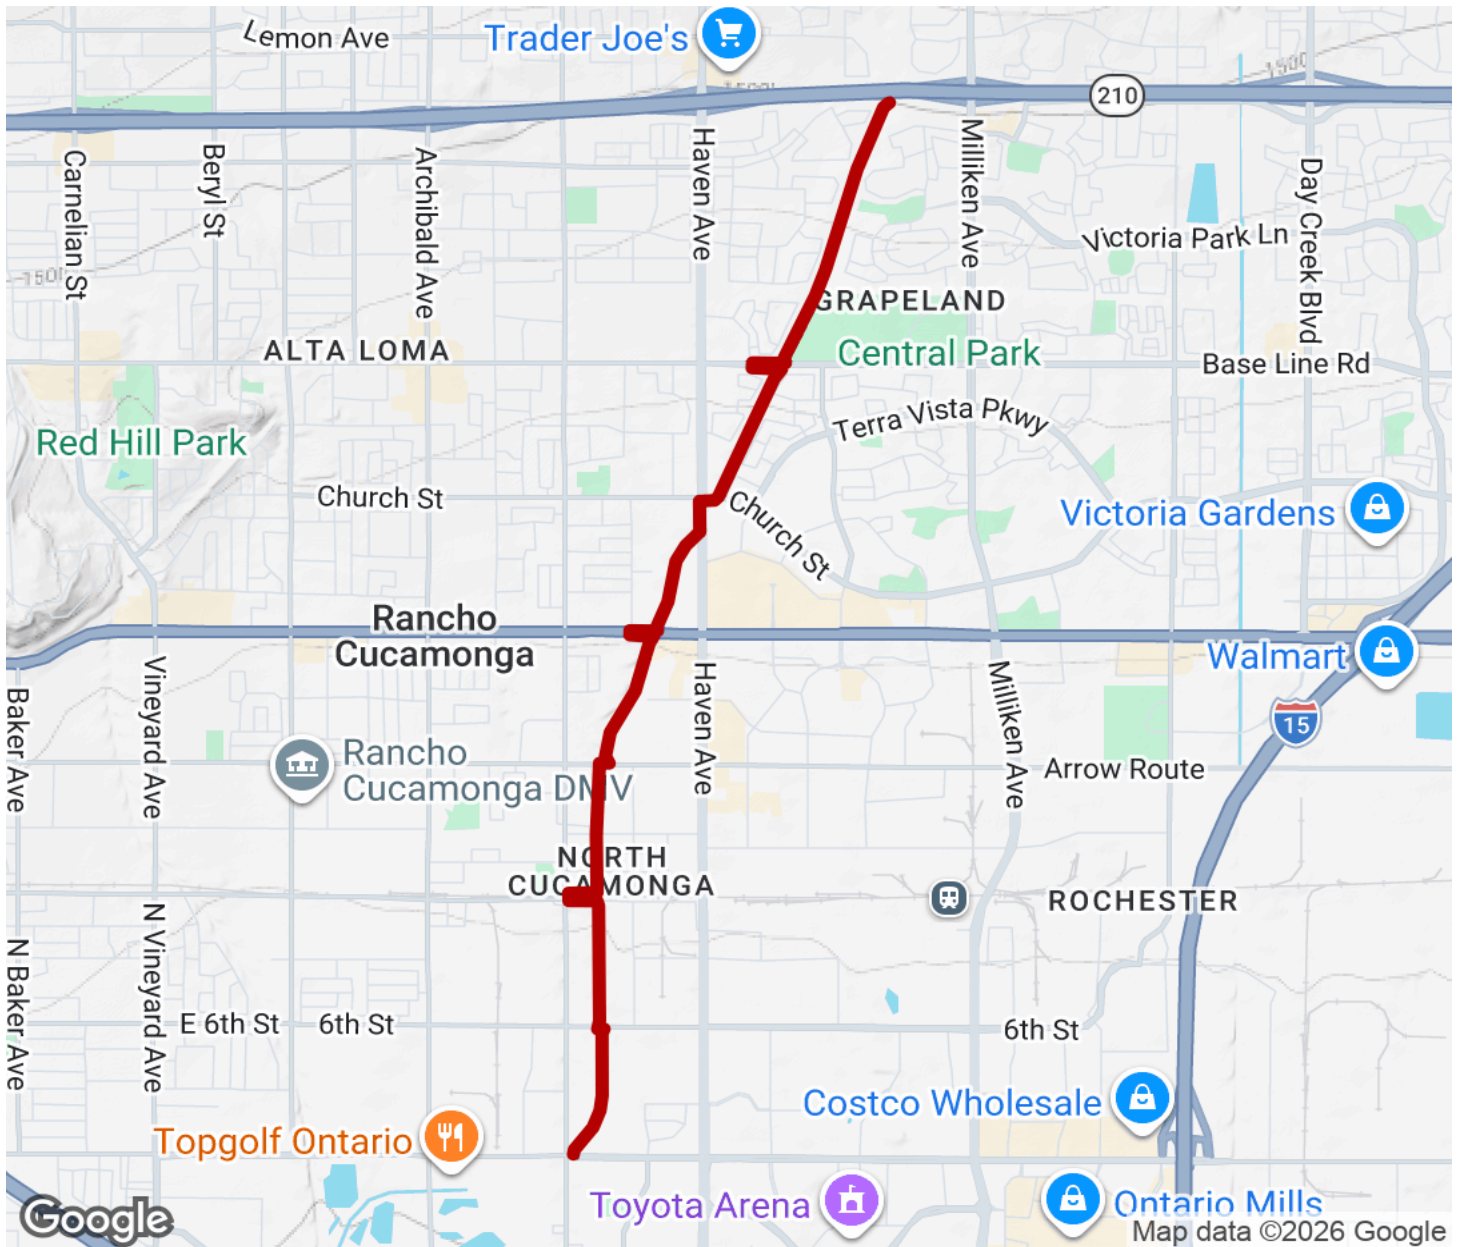 Lemon Ave
Trader Joe's
1500'
1500'
210
Carnelian St
Beryl St
Archibald Ave
Haven Ave
Milliken Ave
Day Creek Blvd
Victoria Park Ln
1500'
GRAPELAND
ALTA LOMA
Central Park
Base Line Rd
Terra Vista Pkwy
Red Hill Park
Church St
Church St
Victoria Gardens
Rancho
Cucamonga
Walmart
Baker Ave
Vineyard Ave
Haven Ave
Milliken Ave
15
Rancho
Cucamonga DMV
Arrow Route
NORTH
CUCAMONGA
ROCHESTER
N Baker Ave
N Vineyard Ave
E 6th St
6th St
6th St
Costco Wholesale
Topgolf Ontario
Toyota Arena
Ontario Mills
Google
Map data ©2026 Google